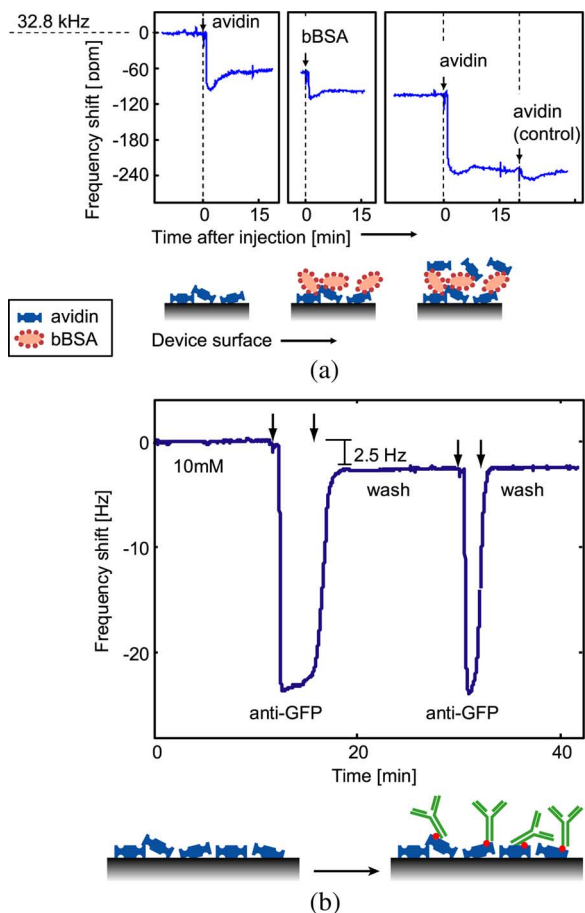 32.8 kHz
avidin
bBSA
avidin
avidin
(control)
Frequency shift [ppm]
0
-60
-120
-180
-240
0 15
0 15
0 15
Time after injection [min]
avidin
bBSA
Device surface
(a)
Frequency shift [Hz]
0
-10
-20
10mM
2.5 Hz
wash
wash
anti-GFP
anti-GFP
0 20 40
Time [min]
(b)